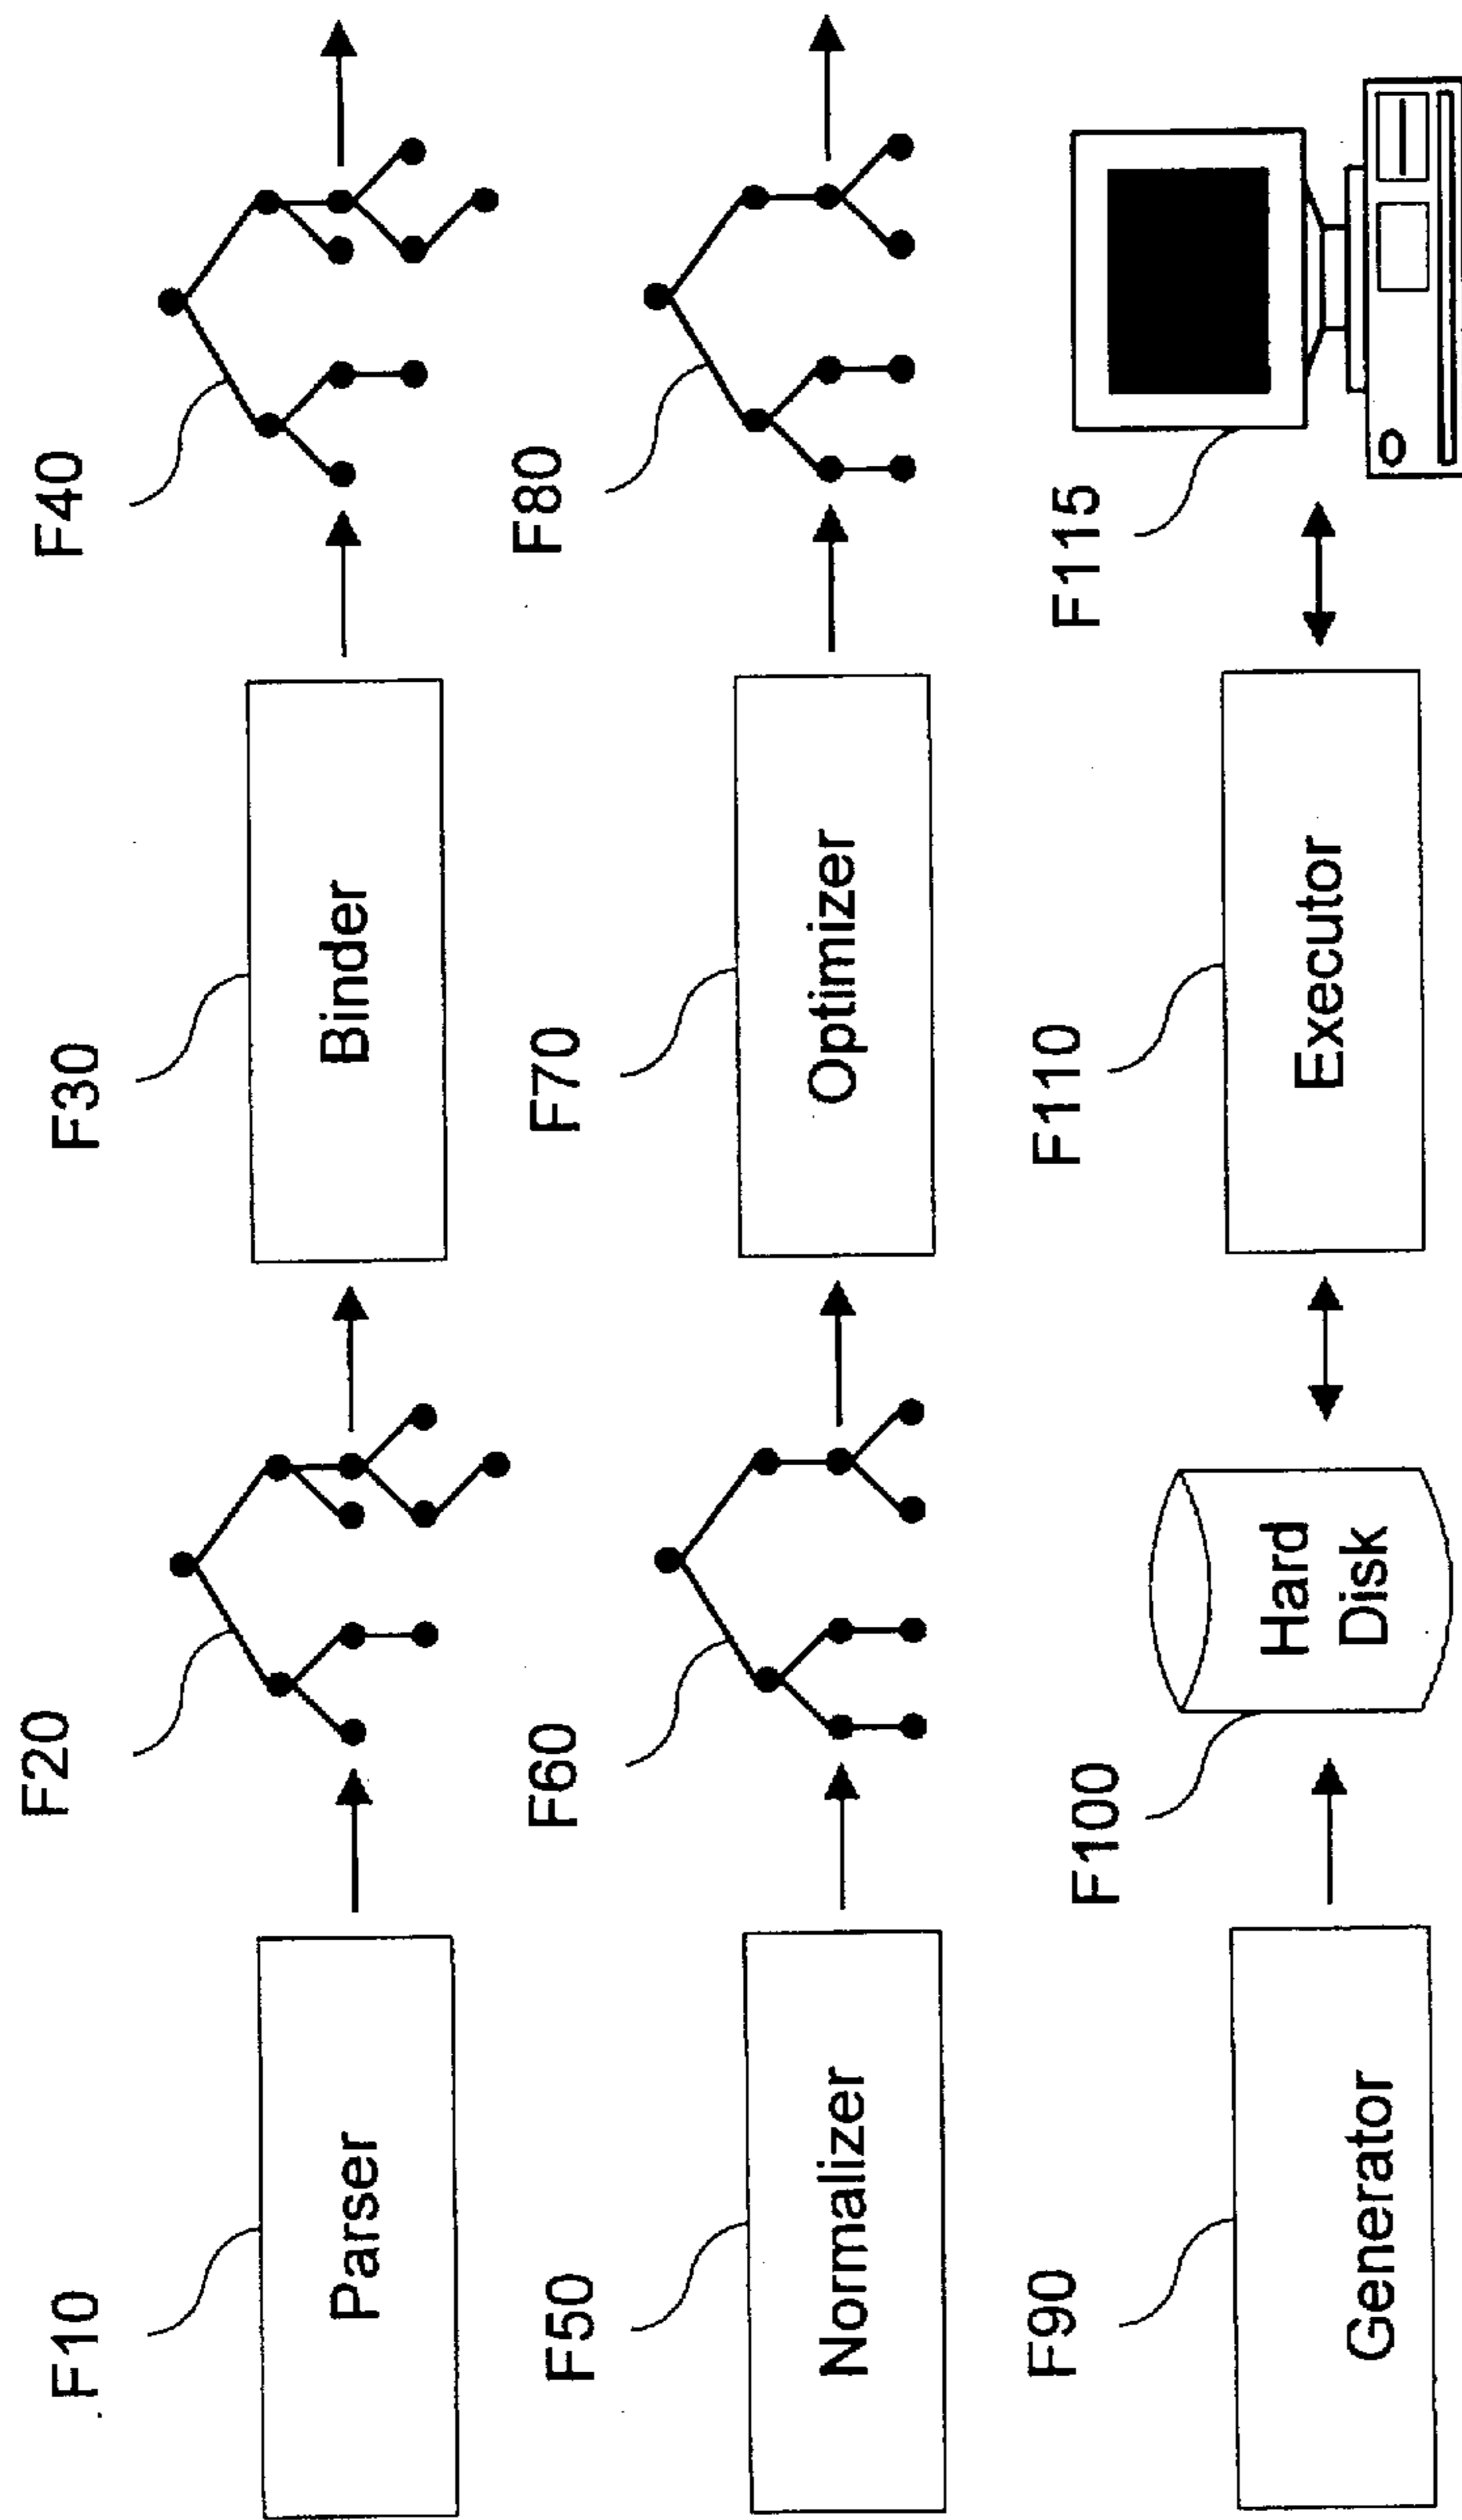 F10
F20
F30
F40
Parser
Binder
F50
F60
F70
F80
Normalizer
Optimizer
F90
F100
F110
F115
Generator
Hard
Disk
Executor